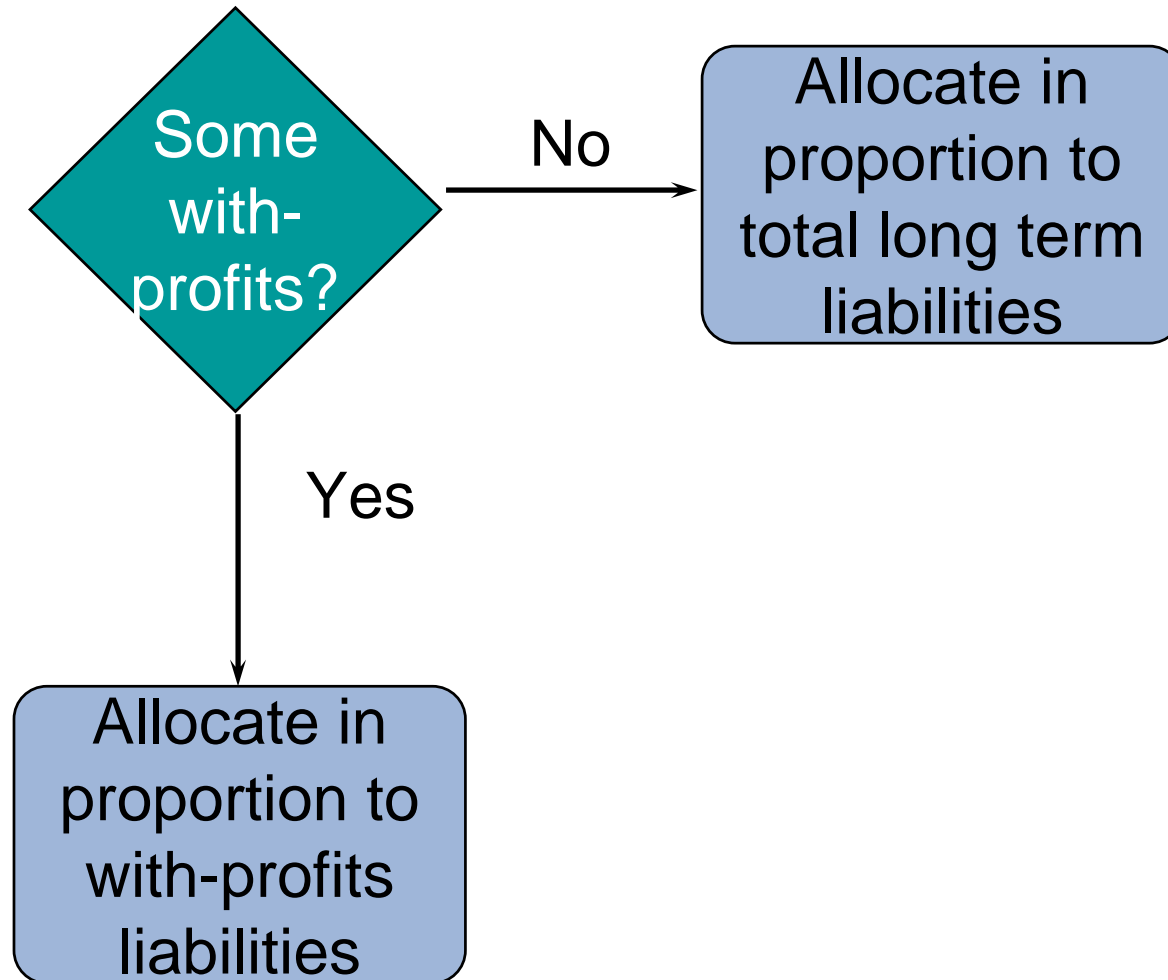 Some
with-
profits?
No
Allocate in
proportion to
total long term
liabilities
Yes
Allocate in
proportion to
with-profits
liabilities